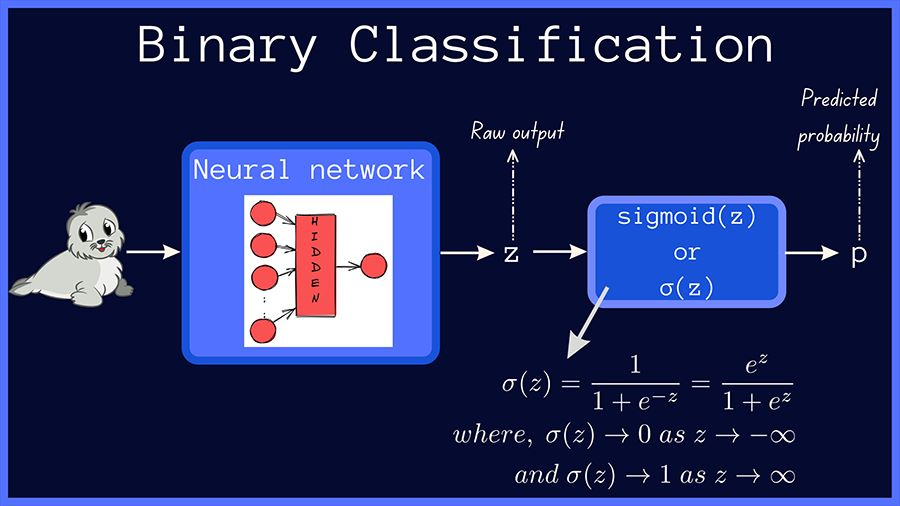 Binary Classification
Predicted
probability
Raw output
Neural network
HIDDEN
z
sigmoid(z)
or
σ(z)
p
σ(z) = 1 / (1 + e^{-z}) = e^z / (1 + e^z)
where, σ(z) → 0 as z → −∞
and σ(z) → 1 as z → ∞